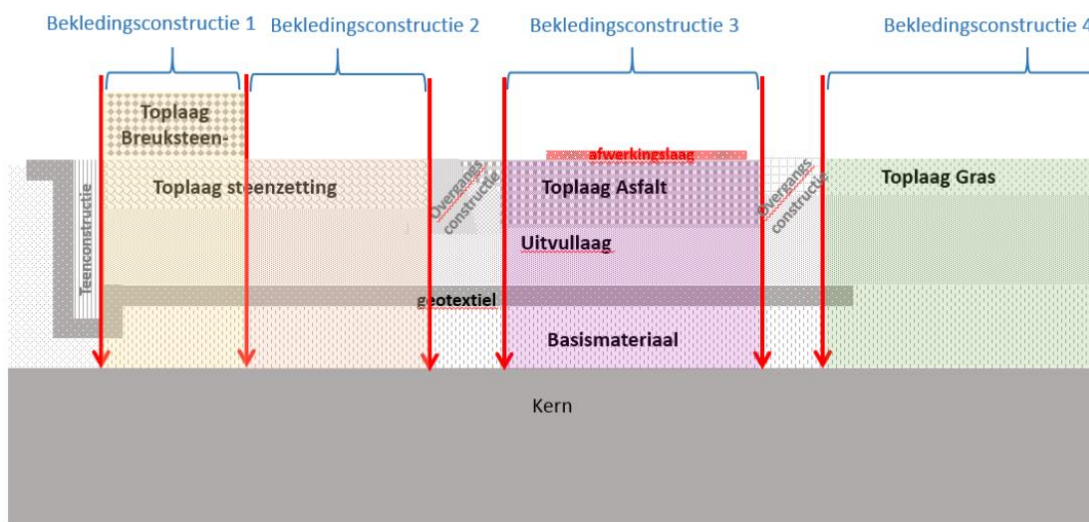 Bekledingsconstructie 1
Bekledingsconstructie 2
Bekledingsconstructie 3
Bekledingsconstructie 4
Toplaag
Breuksteen-
afwerkingslaag
Teenconstructie
Toplaag steenzetting
Overgangs
constructie
Toplaag Asfalt
Overgangs
constructie
Toplaag Gras
Uitvullaag
geotextiel
Basismateriaal
Kern